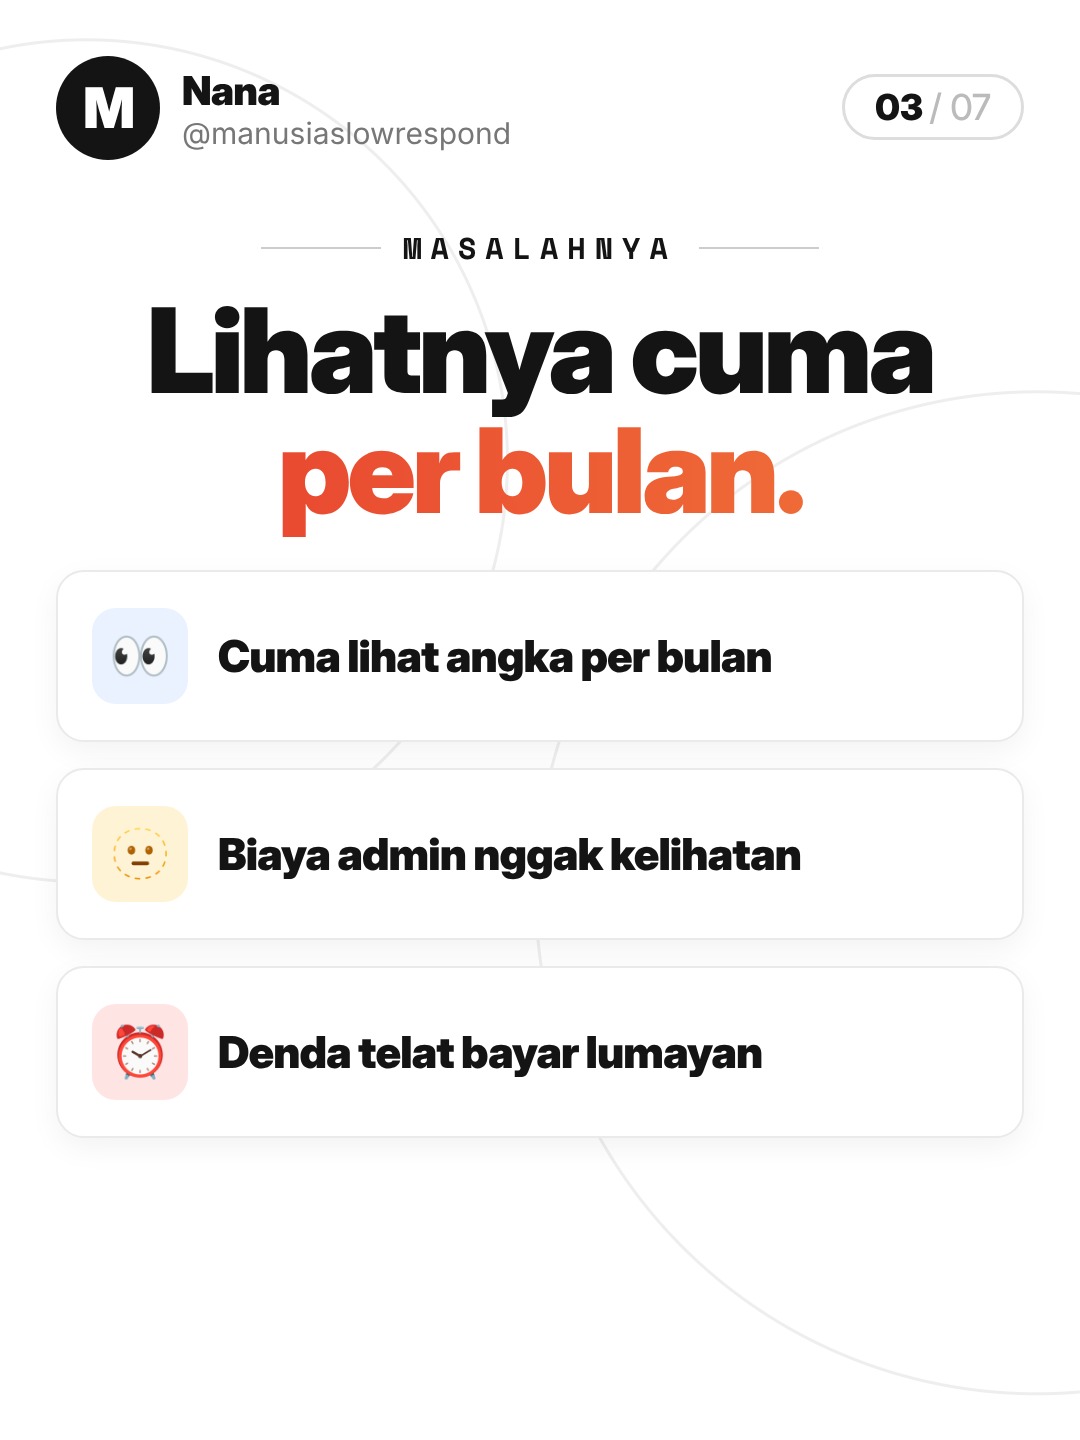 M
Nana
@manusiaslowrespond
03 / 07
MASALAHNYA
Lihatnya cuma
per bulan.
Cuma lihat angka per bulan
Biaya admin nggak kelihatan
Denda telat bayar lumayan